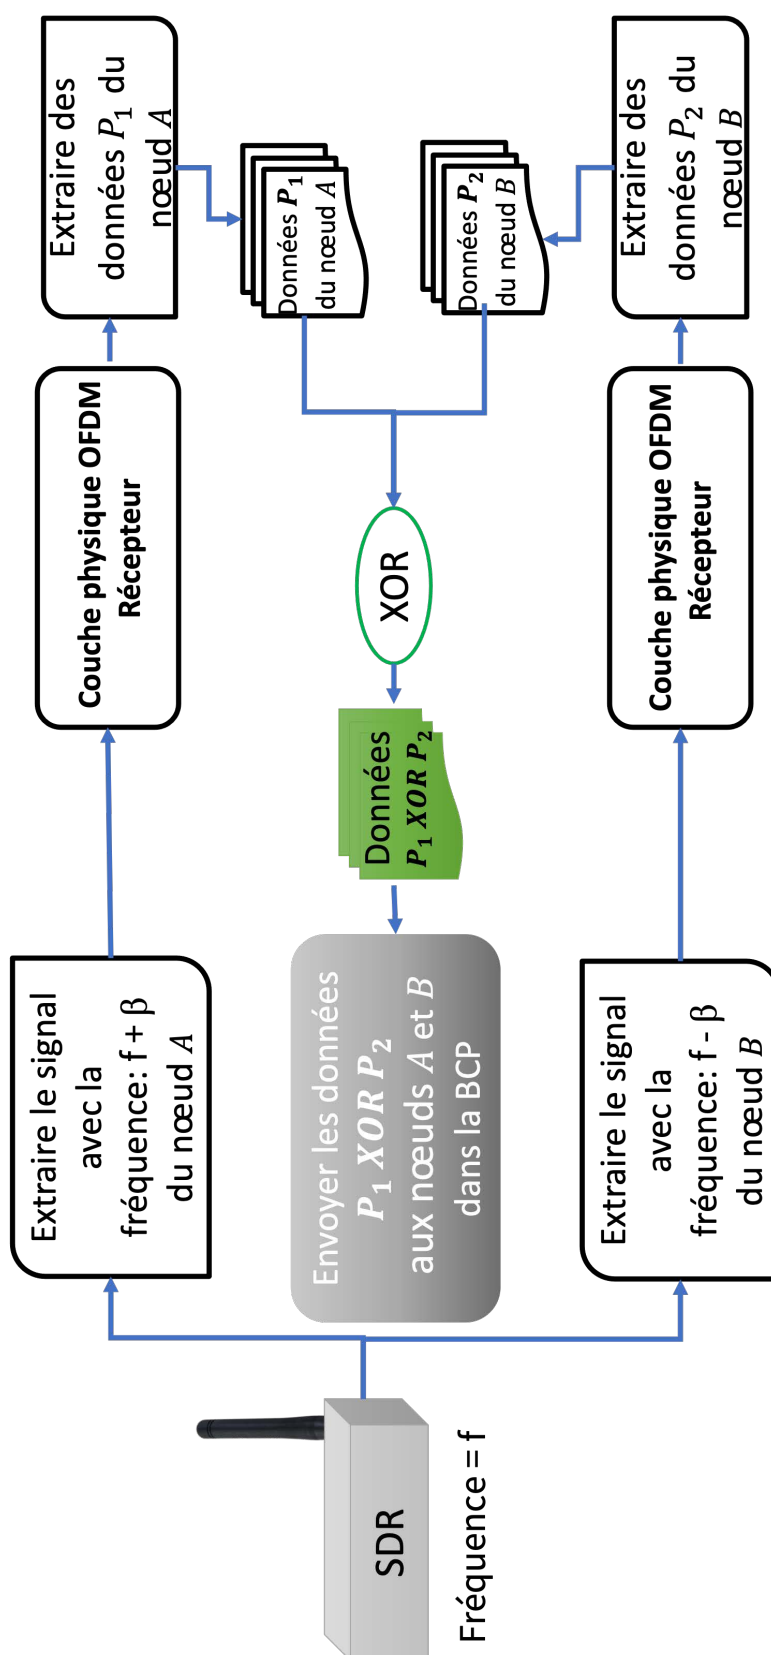 SDR
Fréquence = f
Extraire le signal
avec la
fréquence: f + β
du nœud A
Couche physique OFDM
Récepteur
Extraire des
données P₁ du
nœud A
Données P₁
du nœud A
Extraire le signal
avec la
fréquence: f - β
du nœud B
Couche physique OFDM
Récepteur
Extraire des
données P₂ du
nœud B
Données P₂
du nœud B
XOR
Données
P₁ XOR P₂
Envoyer les données
P₁ XOR P₂
aux nœuds A et B
dans la BCP